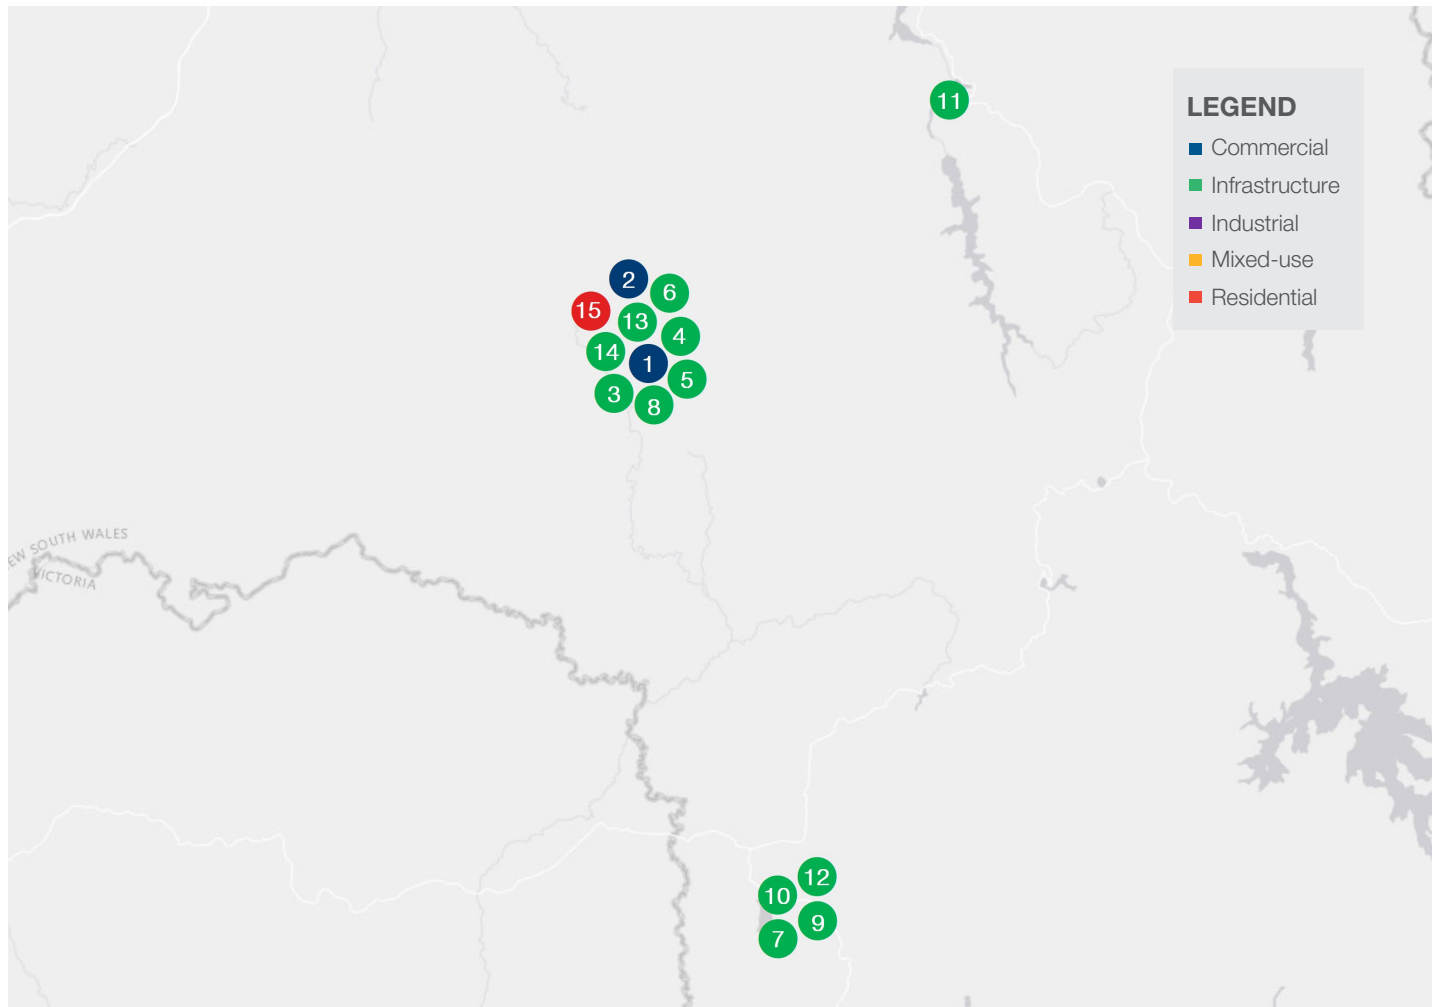 11
LEGEND
Commercial
Infrastructure
Industrial
Mixed-use
Residential
2
6
15
13
4
14
1
5
3
8
EW SOUTH WALES
VICTORIA
12
10
9
7